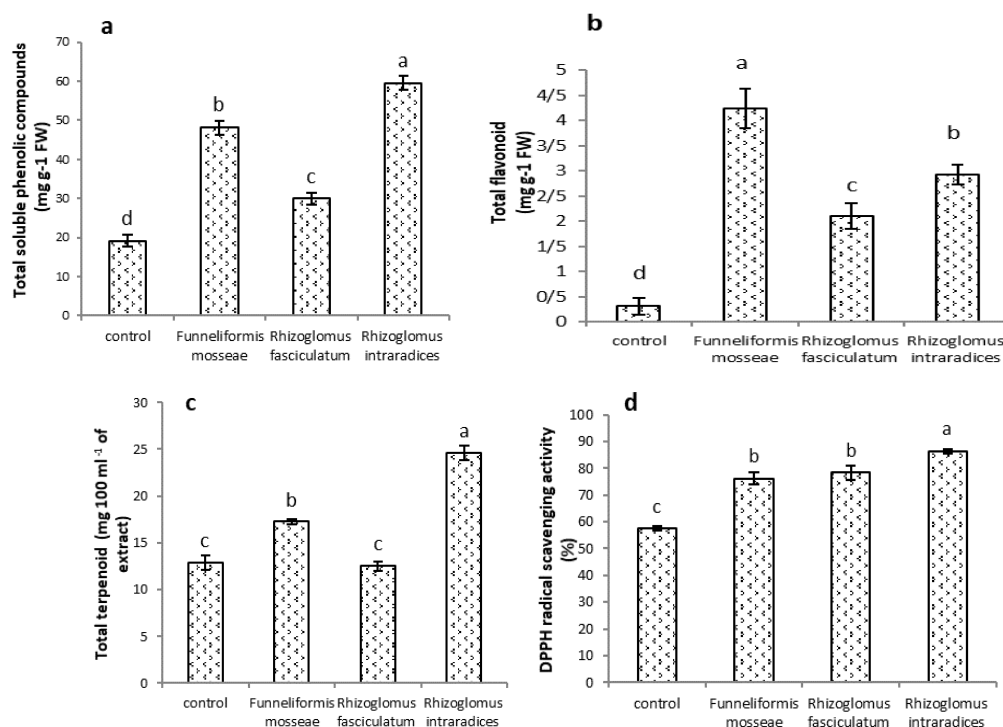 a
Total soluble phenolic compounds
(mg g-1 FW)
70
60
50
40
30
20
10
0
d
b
c
a
control
Funneliformis
mosseae
Rhizoglomus
fasciculatum
Rhizoglomus
intraradices
b
Total flavonoid
(mg g-1 FW)
5
4/5
4
3/5
3
2/5
2
1/5
1
0/5
0
d
a
c
b
control
Funneliformis
mosseae
Rhizoglomus
fasciculatum
Rhizoglomus
intraradices
c
Total terpenoid (mg 100 ml -1 of
extract)
30
25
20
15
10
5
0
c
b
c
a
control
Funneliformis
mosseae
Rhizoglomus
fasciculatum
Rhizoglomus
intraradices
d
DPPH radical scavenging activity
(%)
100
90
80
70
60
50
40
30
20
10
0
c
b
b
a
control
Funneliformis
mosseae
Rhizoglomus
fasciculatum
Rhizoglomus
intraradices